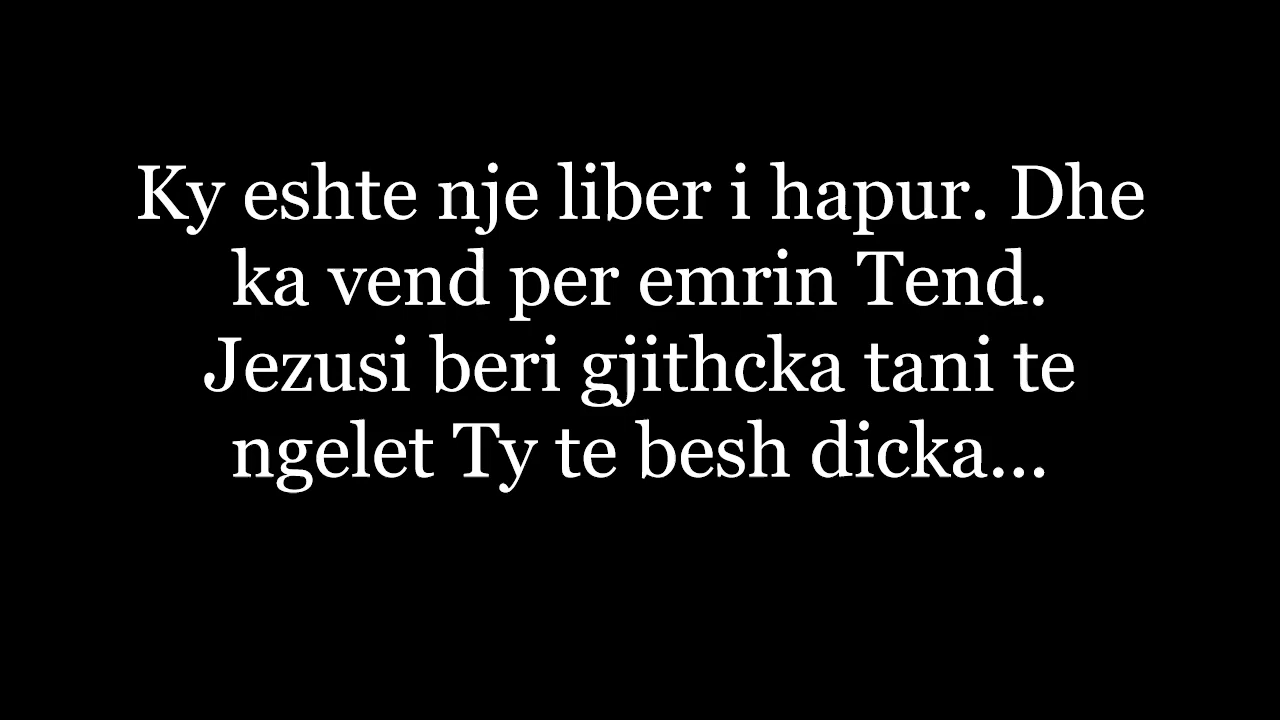 Ky eshte nje liber i hapur. Dhe
ka vend per emrin Tend.
Jezusi beri gjithcka tani te
ngelet Ty te besh dicka...